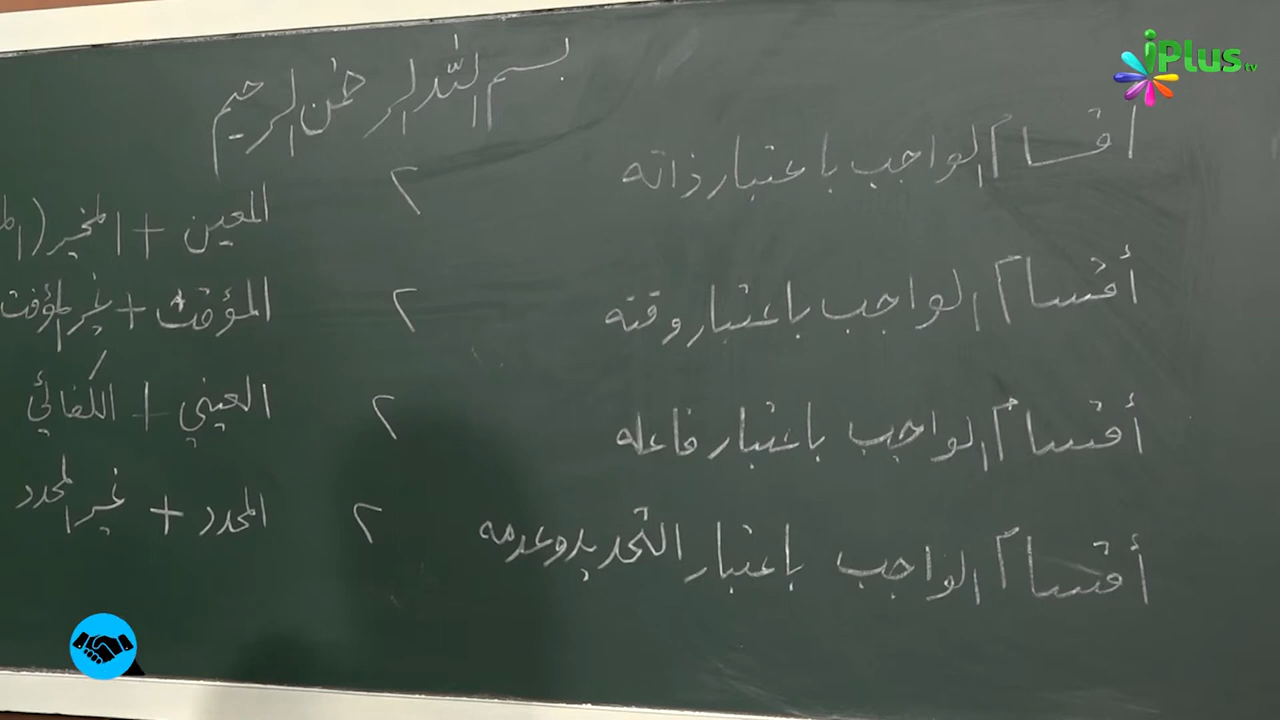 iPlus tv
بسم الله الرحمن الرحيم
أقسام الواجب باعتبار ذاته ٢ المعين + المخير
أقسام الواجب باعتبار وقته ٢ المؤقت + غير المؤقت
أقسام الواجب باعتبار فاعله ٢ العيني + الكفائي
أقسام الواجب باعتبار التحديد وعدمه ٢ المحدد + غير المحدد